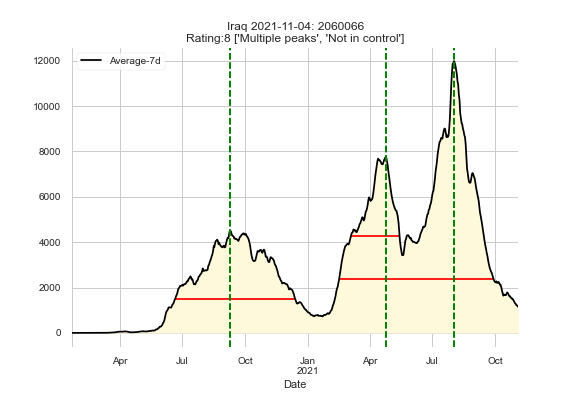 Iraq 2021-11-04: 2060066
Rating:8 ['Multiple peaks', 'Not in control']
Average-7d
12000
10000
8000
6000
4000
2000
0
Apr Jul Oct Jan Apr Jul Oct
2021
Date